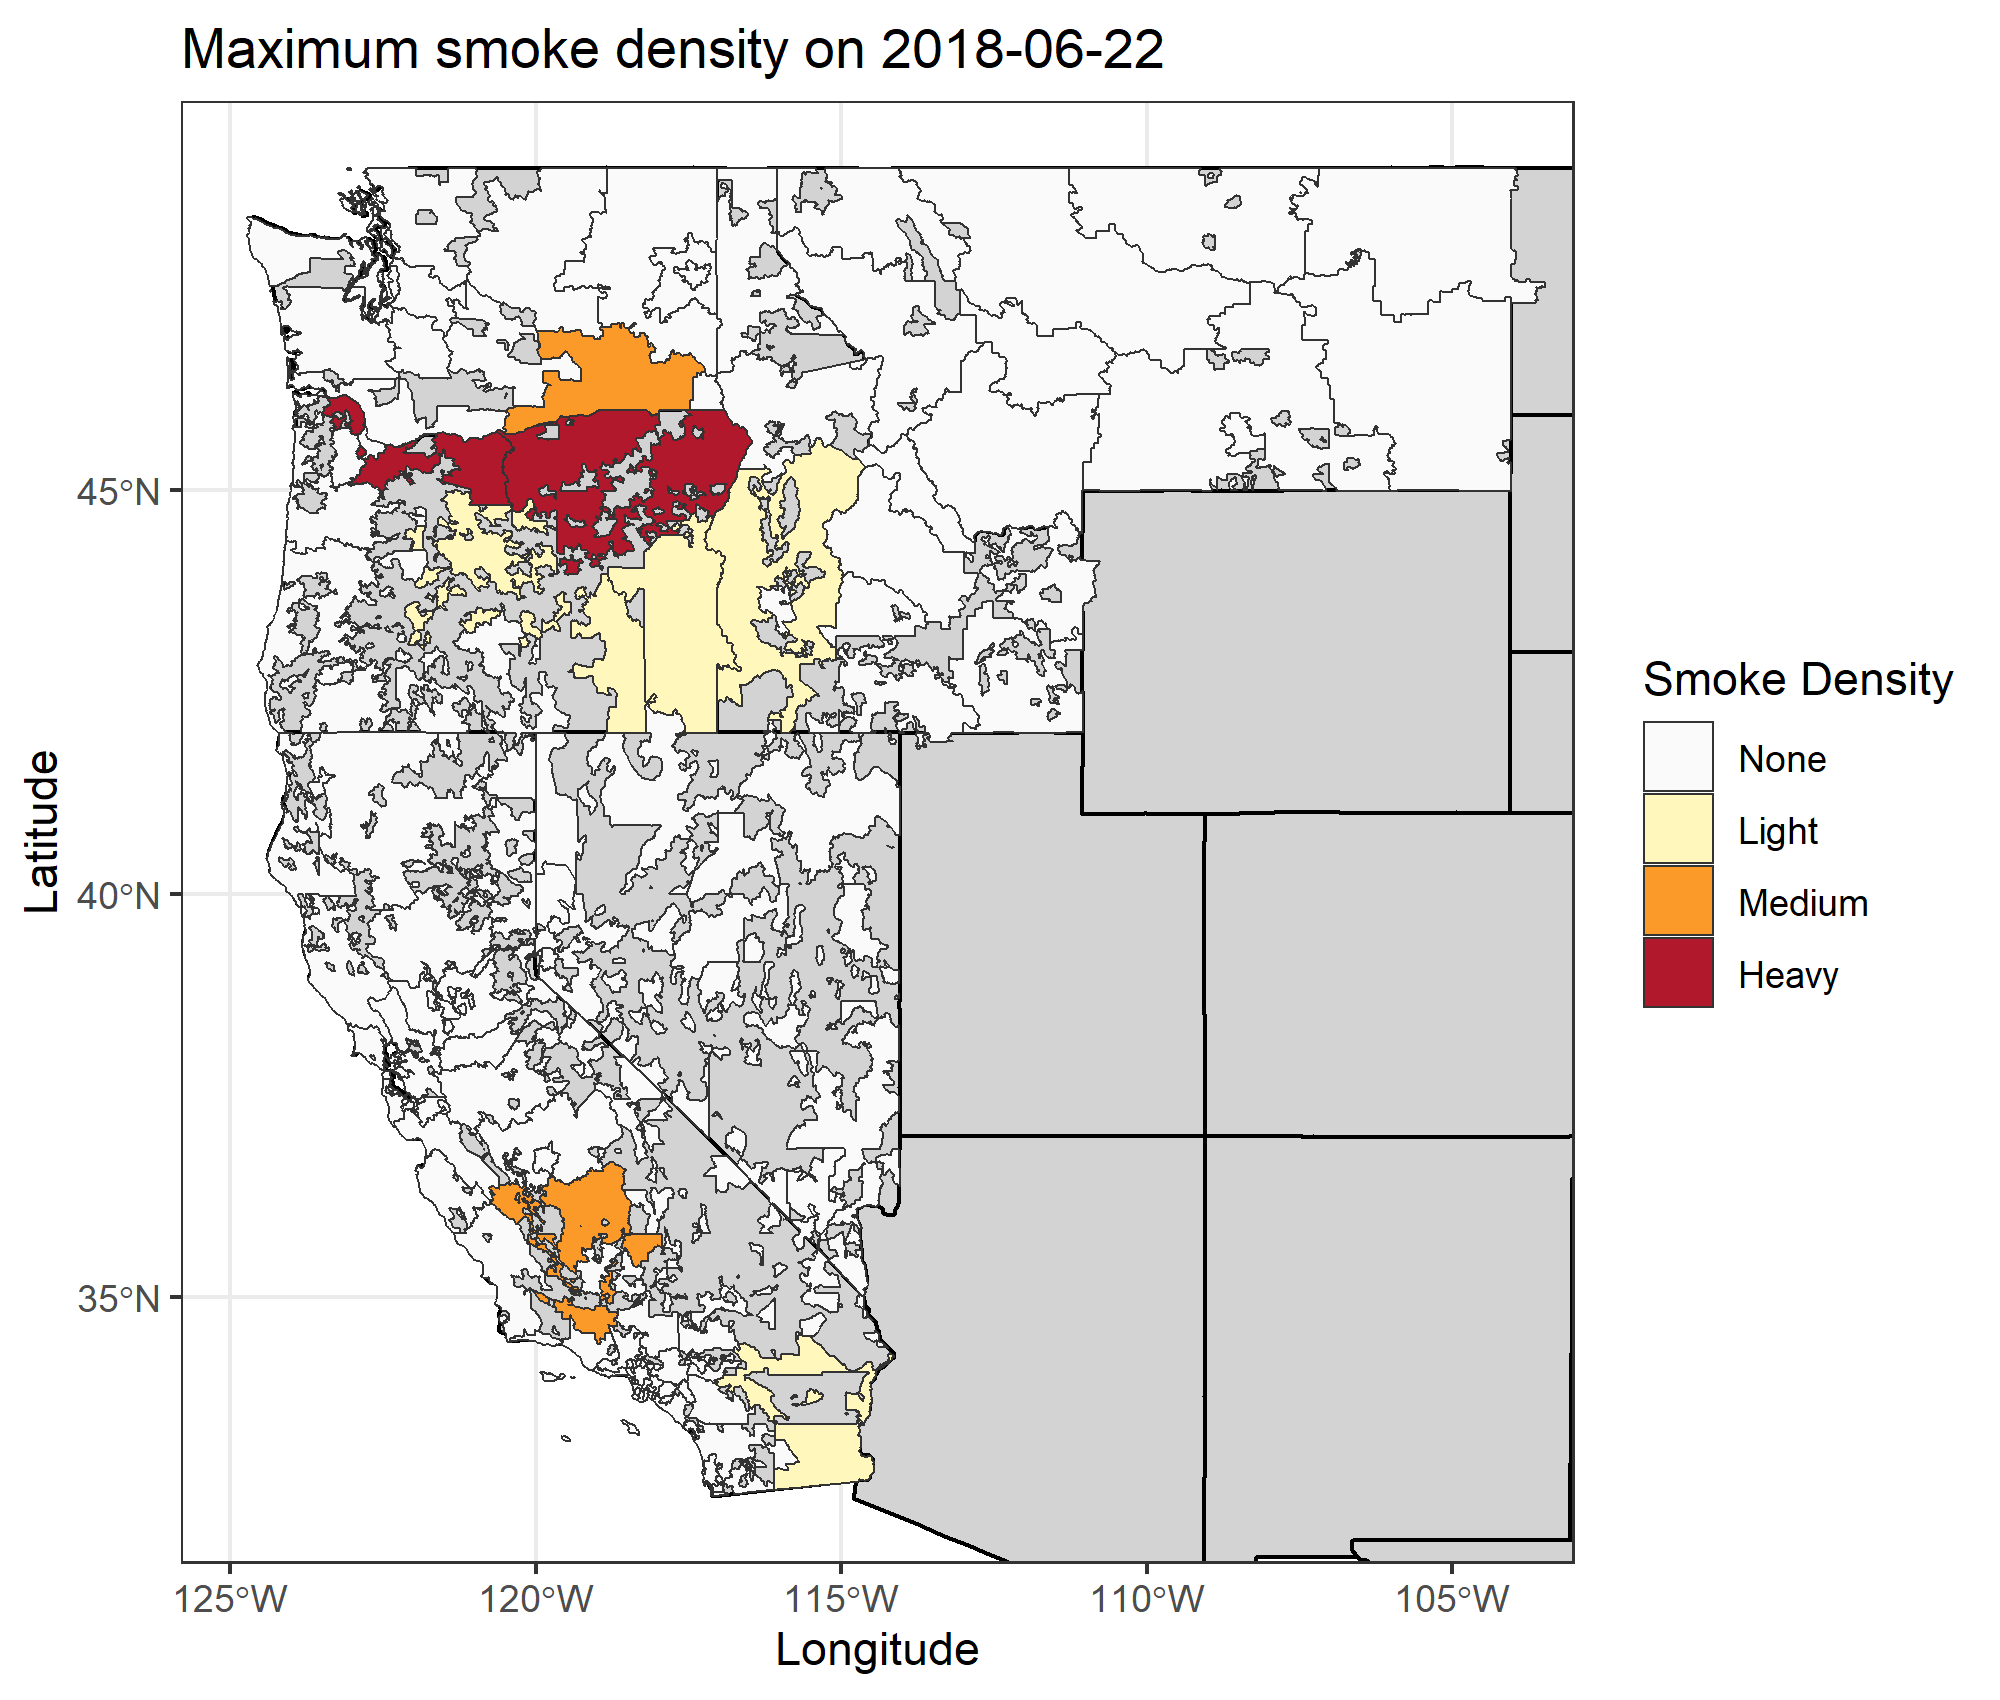 Maximum smoke density on 2018-06-22
45°N
40°N
35°N
Latitude
125°W
120°W
115°W
110°W
105°W
Longitude
Smoke Density
None
Light
Medium
Heavy